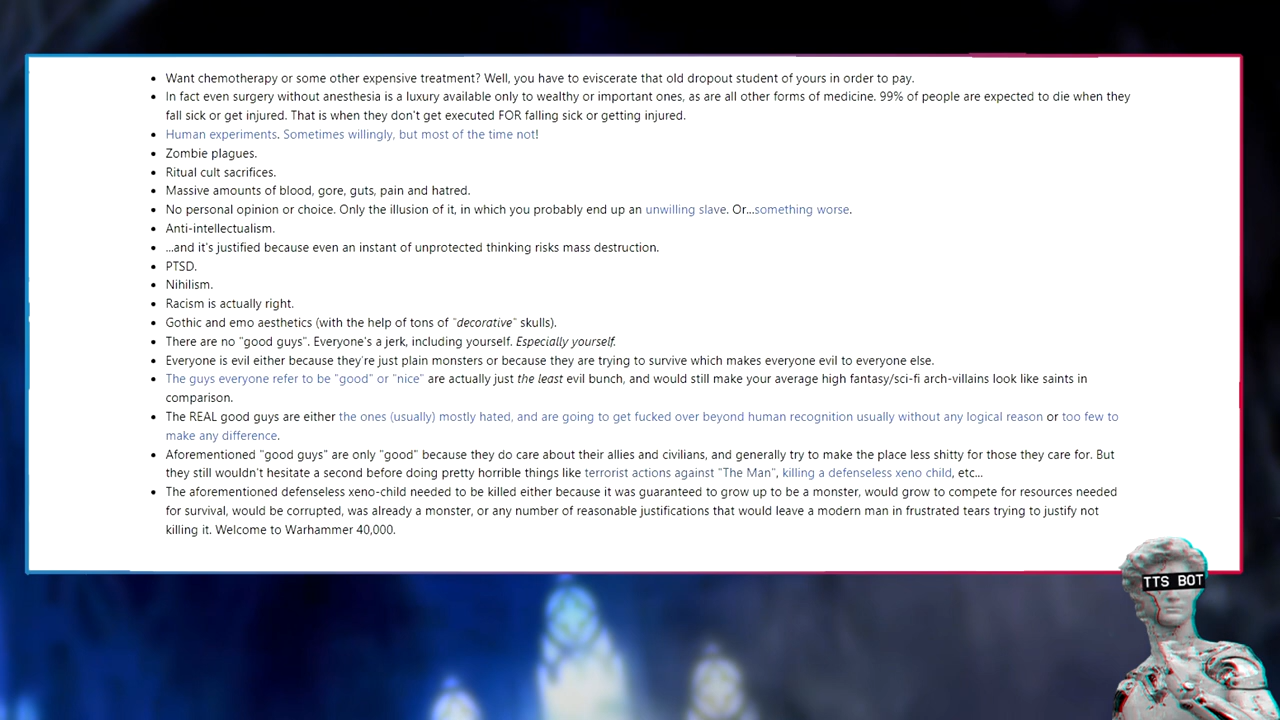 Want chemotherapy or some other expensive treatment? Well, you have to eviscerate that old dropout student of yours in order to pay.
In fact even surgery without anesthesia is a luxury available only to wealthy or important ones, as are all other forms of medicine. 99% of people are expected to die when they
fall sick or get injured. That is when they don't get executed FOR falling sick or getting injured.
Human experiments. Sometimes willingly, but most of the time not!
Zombie plagues.
Ritual cult sacrifices.
Massive amounts of blood, gore, guts, pain and hatred.
No personal opinion or choice. Only the illusion of it, in which you probably end up an unwilling slave. Or...something worse.
Anti-intellectualism.
...and it's justified because even an instant of unprotected thinking risks mass destruction.
PTSD.
Nihilism.
Racism is actually right.
Gothic and emo aesthetics (with the help of tons of "decorative" skulls).
There are no "good guys". Everyone's a jerk, including yourself. Especially yourself.
Everyone is evil either because they're just plain monsters or because they are trying to survive which makes everyone evil to everyone else.
The guys everyone refer to be "good" or "nice" are actually just the least evil bunch, and would still make your average high fantasy/sci-fi arch-villains look like saints in
comparison.
The REAL good guys are either the ones (usually) mostly hated, and are going to get fucked over beyond human recognition usually without any logical reason or too few to
make any difference.
Aforementioned "good guys" are only "good" because they do care about their allies and civilians, and generally try to make the place less shitty for those they care for. But
they still wouldn't hesitate a second before doing pretty horrible things like terrorist actions against "The Man", killing a defenseless xeno child, etc...
The aforementioned defenseless xeno-child needed to be killed either because it was guaranteed to grow up to be a monster, would grow to compete for resources needed
for survival, would be corrupted, was already a monster, or any number of reasonable justifications that would leave a modern man in frustrated tears trying to justify not
killing it. Welcome to Warhammer 40,000.
TTS BOT